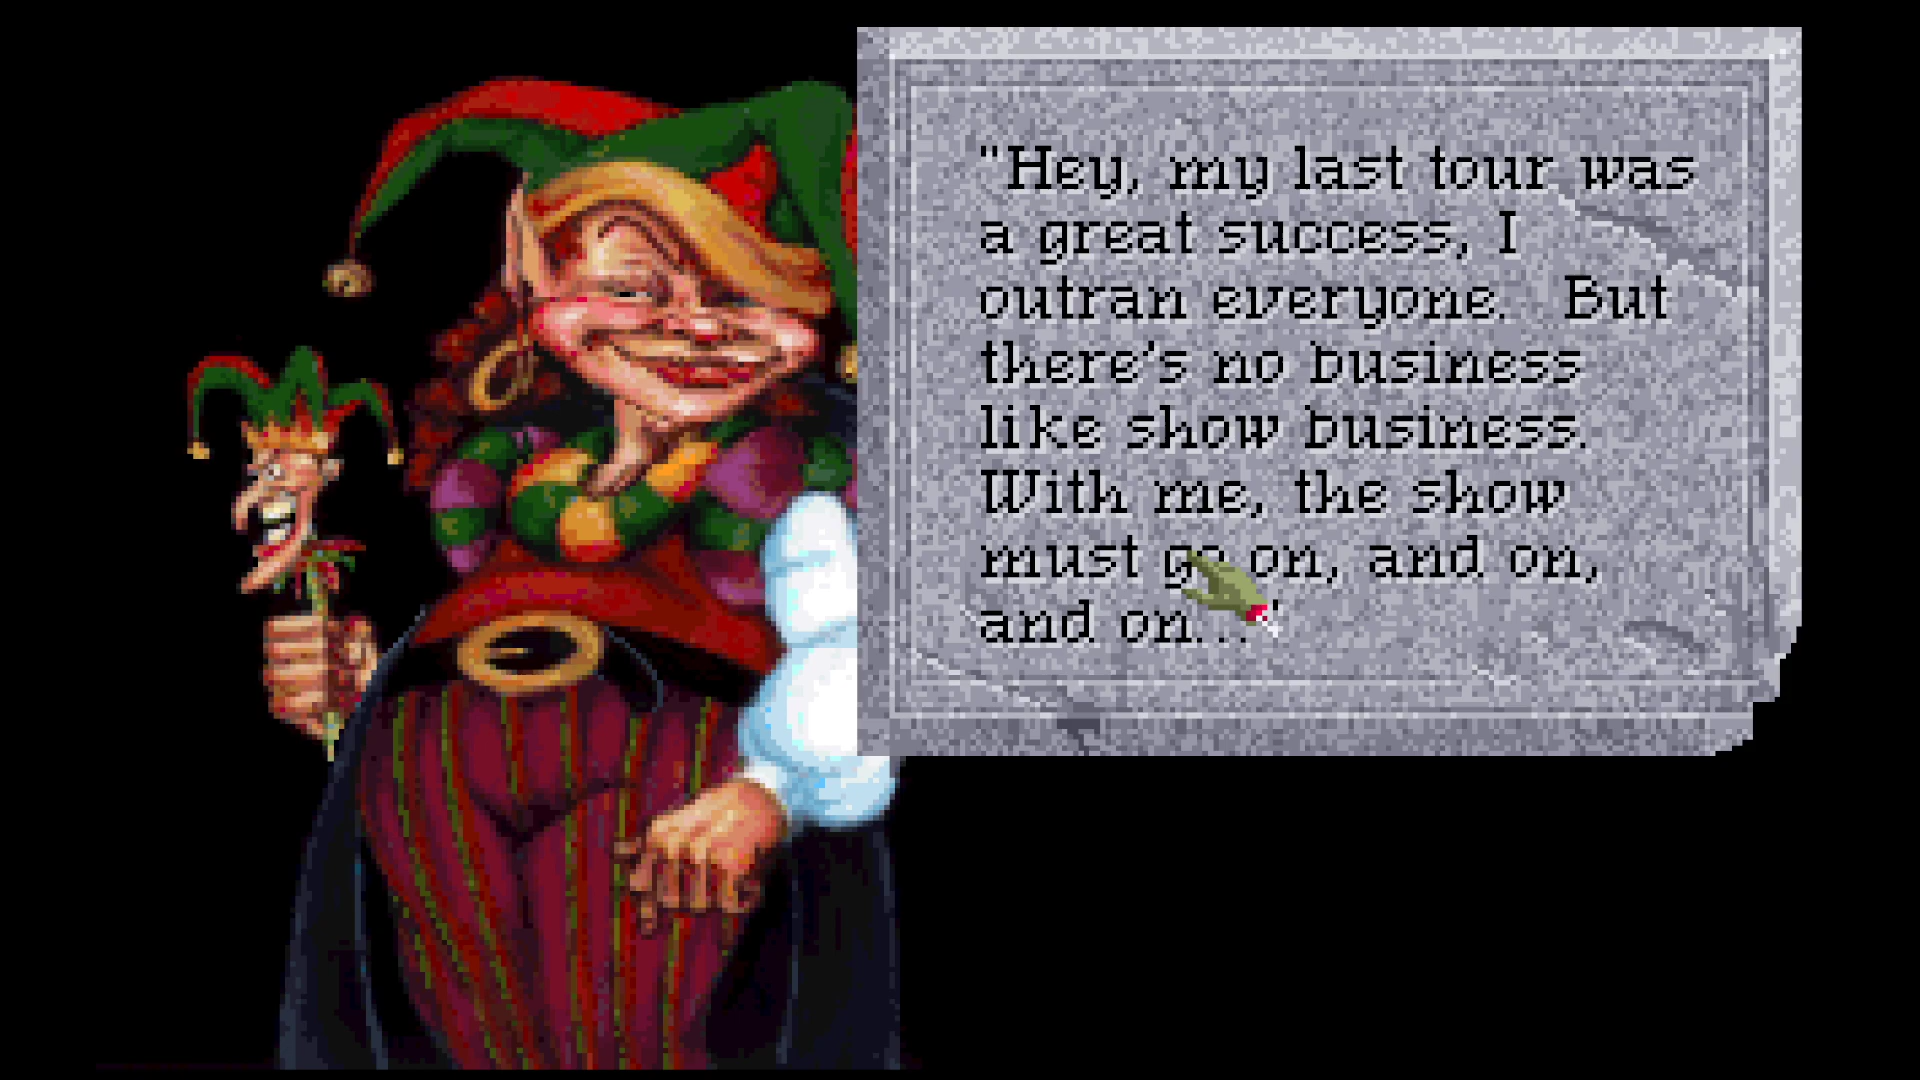 "Hey, my last tour was
a great success, I
outran everyone. But
there's no business
like show business.
With me, the show
must go on, and on,
and on..."